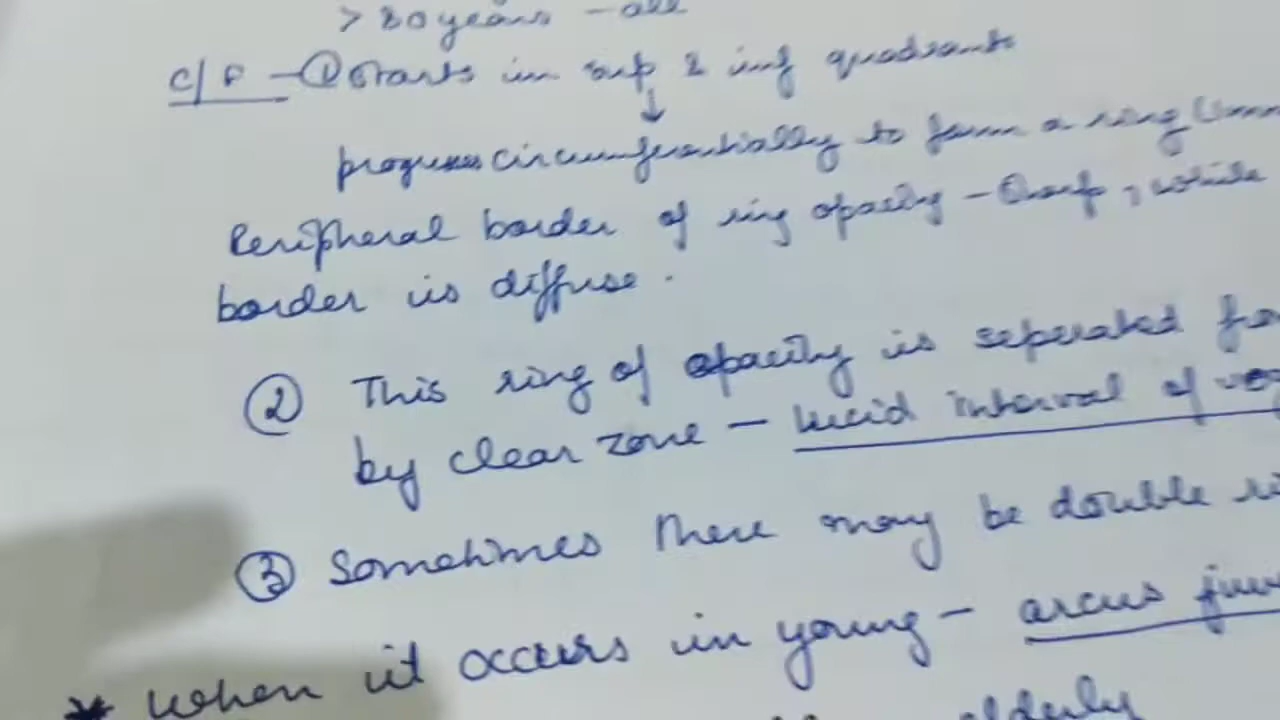 > 80 years - all
C/F - ① Starts in sup & inf quadrants
↓
progress circumferentially to form a ring
Peripheral border of ring opacity - sharp, while
border is diffuse.
② This ring of opacity is seperated
by clear zone - lucid interval of
③ Sometimes there may be double
* When it occurs in young - arcus
elderly